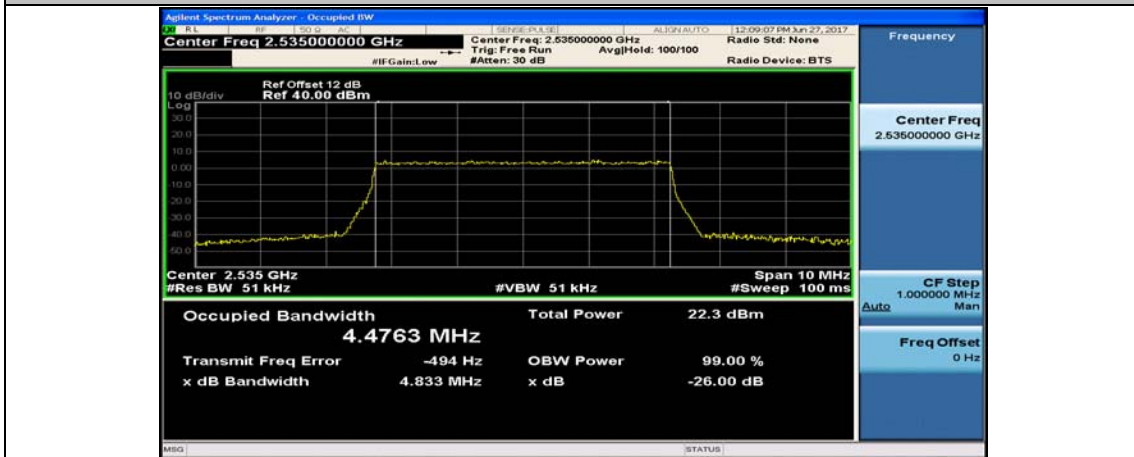 Agilent Spectrum Analyzer - Occupied BW
RL RF 50 Ω AC SENSE:PULSE ALIGN AUTO 12:09:07 PM Jun 27, 2017
Center Freq 2.535000000 GHz
Center Freq: 2.535000000 GHz
Radio Std: None
Trig: Free Run
Avg|Hold: 100/100
#IFGain:Low
#Atten: 30 dB
Radio Device: BTS
Ref Offset 12 dB
10 dB/div
Ref 40.00 dBm
Log
30.0
20.0
10.0
0.00
-10.0
-20.0
-30.0
-40.0
-50.0
Center 2.535 GHz
Span 10 MHz
#Res BW 51 kHz
#VBW 51 kHz
#Sweep 100 ms
Occupied Bandwidth
4.4763 MHz
Total Power
22.3 dBm
Transmit Freq Error
-494 Hz
OBW Power
99.00 %
x dB Bandwidth
4.833 MHz
x dB
-26.00 dB
MSG
STATUS
Frequency
Center Freq
2.535000000 GHz
CF Step
1.000000 MHz
Auto Man
Freq Offset
0 Hz